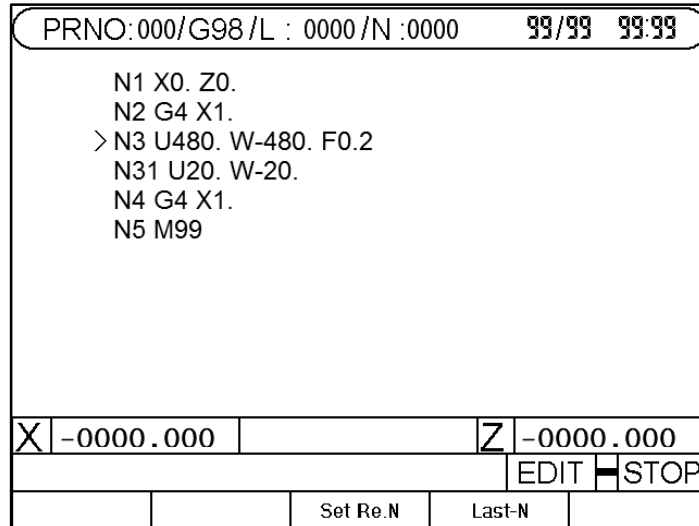 PRNO:000/G98/L : 0000/N :0000 99/99 99:99
N1 X0. Z0.
N2 G4 X1.
>N3 U480. W-480. F0.2
N31 U20. W-20.
N4 G4 X1.
N5 M99
X -0000.000 Z -0000.000
EDIT STOP
Set Re.N Last-N